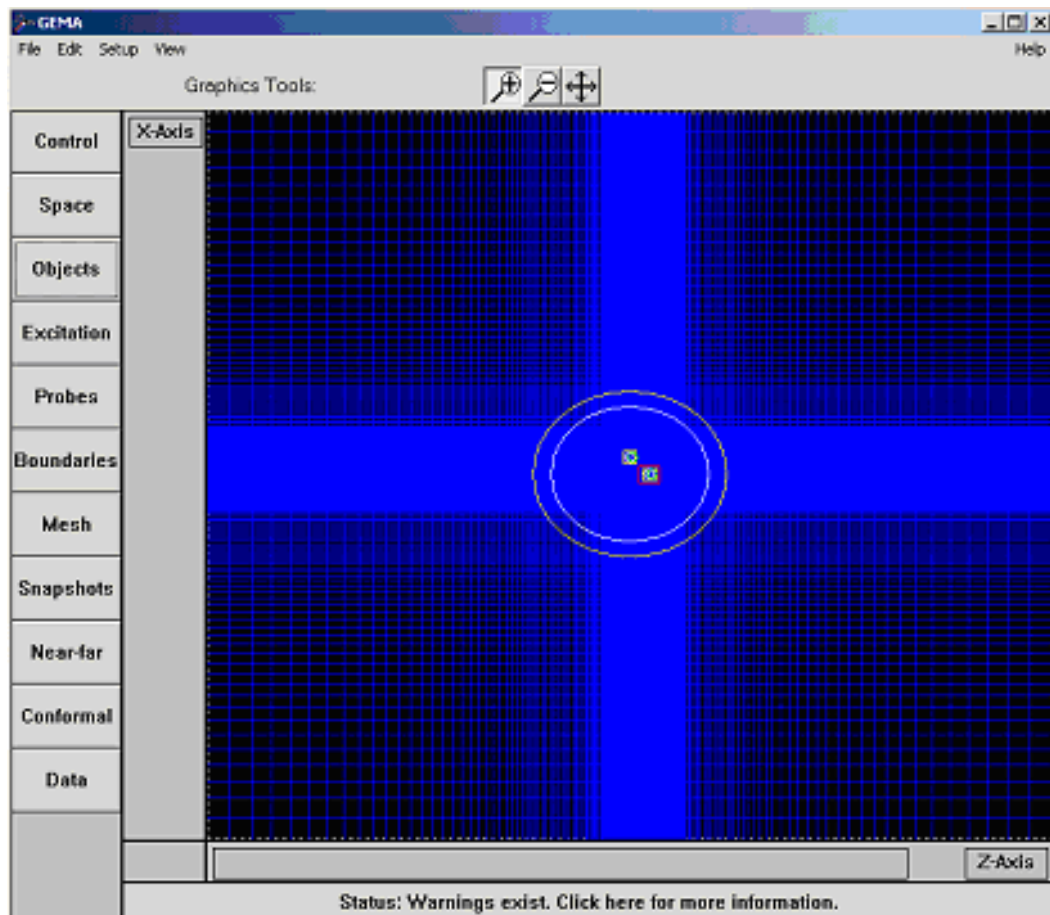 GEMA
File Edit Setup View Help
Graphics Tools:
X-Axis
Control
Space
Objects
Excitation
Probes
Boundaries
Mesh
Snapshots
Near-far
Conformal
Data
Z-Axis
Status: Warnings exist. Click here for more information.